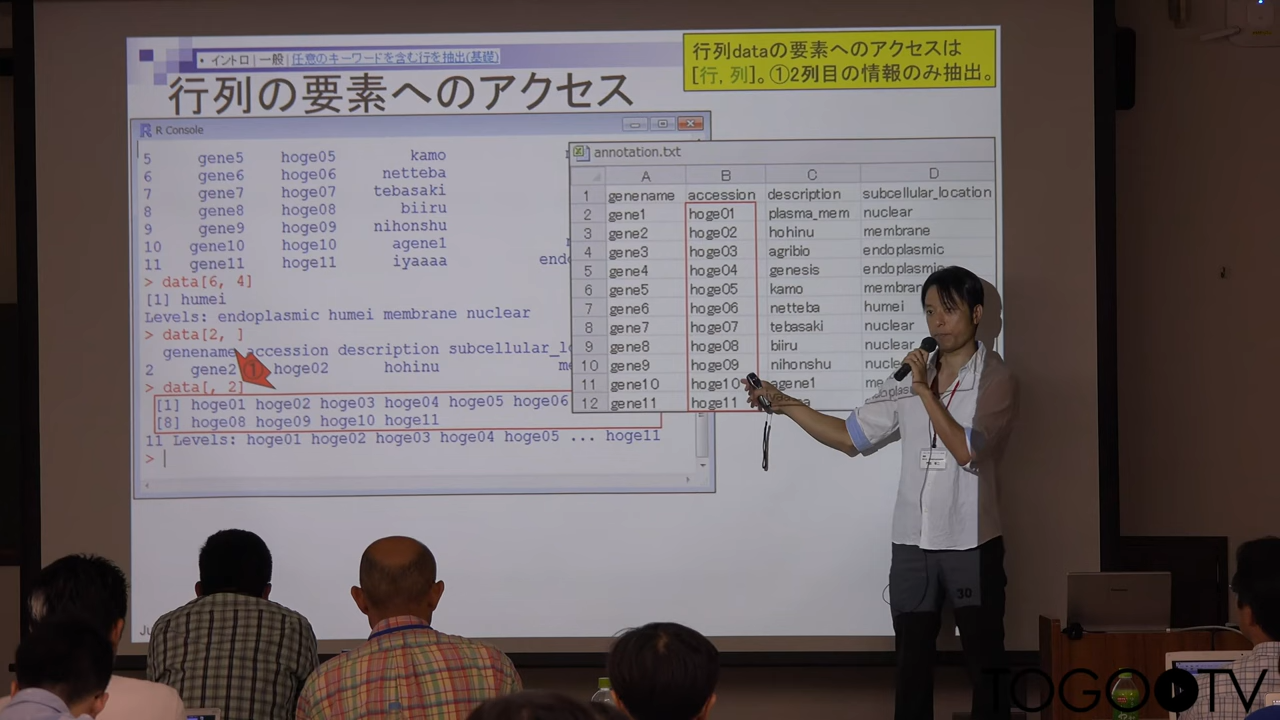 • イントロ | 一般 | 任意のキーワードを含む行を抽出(基礎)
行列の要素へのアクセス
行列dataの要素へのアクセスは
[行, 列]。①2列目の情報のみ抽出。
R Console
5 gene5 hoge05 kamo
6 gene6 hoge06 netteba
7 gene7 hoge07 tebasaki
8 gene8 hoge08 biiru
9 gene9 hoge09 nihonshu
10 gene10 hoge10 agene1
11 gene11 hoge11 iyaaaa
> data[6, 4]
[1] humei
Levels: endoplasmic humei membrane nuclear
> data[2, ]
genename accession description
2 gene2 hoge02 hohinu
①
> data[, 2]
[1] hoge01 hoge02 hoge03 hoge04 hoge05 hoge06
[8] hoge08 hoge09 hoge10 hoge11
11 Levels: hoge01 hoge02 hoge03 hoge04 hoge05 ... hoge11
>
annotation.txt
A B C D
1 genename accession description subcellular_location
2 gene1 hoge01 plasma_mem nuclear
3 gene2 hoge02 hohinu membrane
4 gene3 hoge03 agribio endoplasmic
5 gene4 hoge04 genesis endoplasmic
6 gene5 hoge05 kamo
7 gene6 hoge06 netteba humei
8 gene7 hoge07 tebasaki nuclear
9 gene8 hoge08 biiru nuclear
10 gene9 hoge09 nihonshu
11 gene10 hoge10 agene1
12 gene11 hoge11
30
TOGOTV